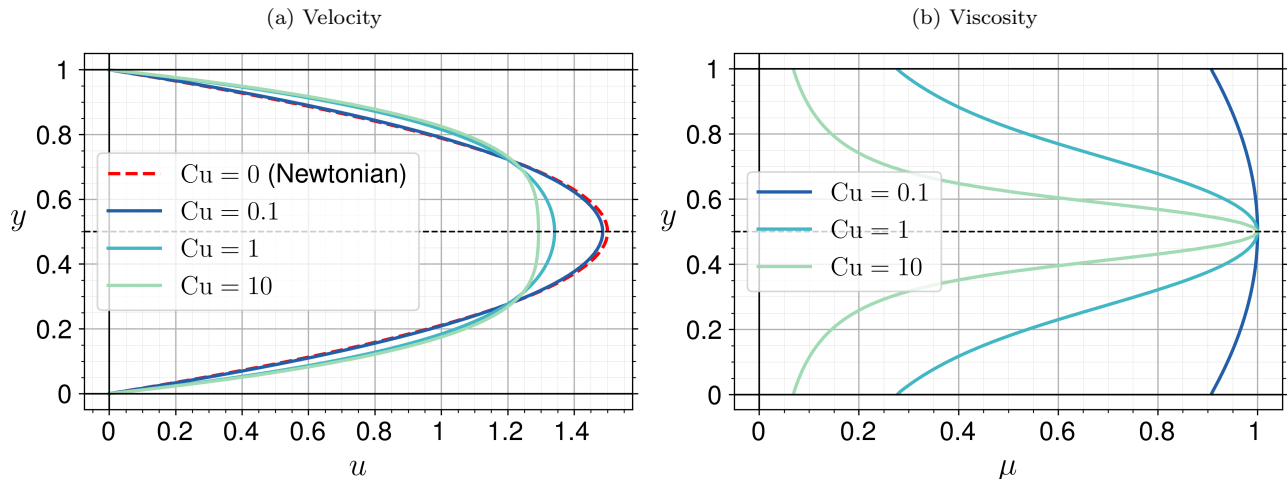 (a) Velocity
(b) Viscosity
1
0.8
0.6
0.4
0.2
0
y
Cu = 0 (Newtonian)
Cu = 0.1
Cu = 1
Cu = 10
0 0.2 0.4 0.6 0.8 1 1.2 1.4
u
1
0.8
0.6
0.4
0.2
0
y
Cu = 0.1
Cu = 1
Cu = 10
0 0.2 0.4 0.6 0.8 1
μ